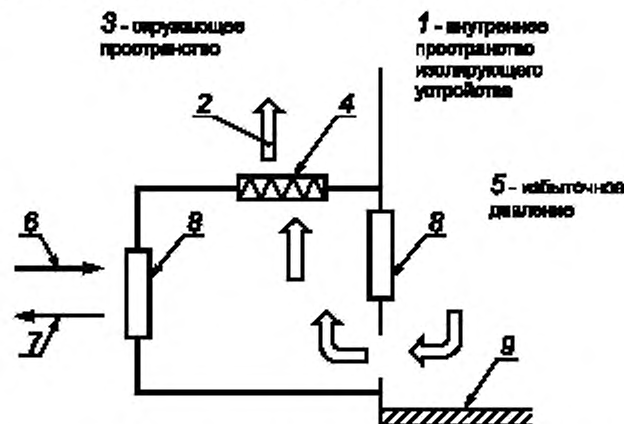 3 - окружающее
пространство
1 - внутреннее
пространство
изолирующего
устройства
2
4
5 - избыточное
давление
6
8
8
7
9